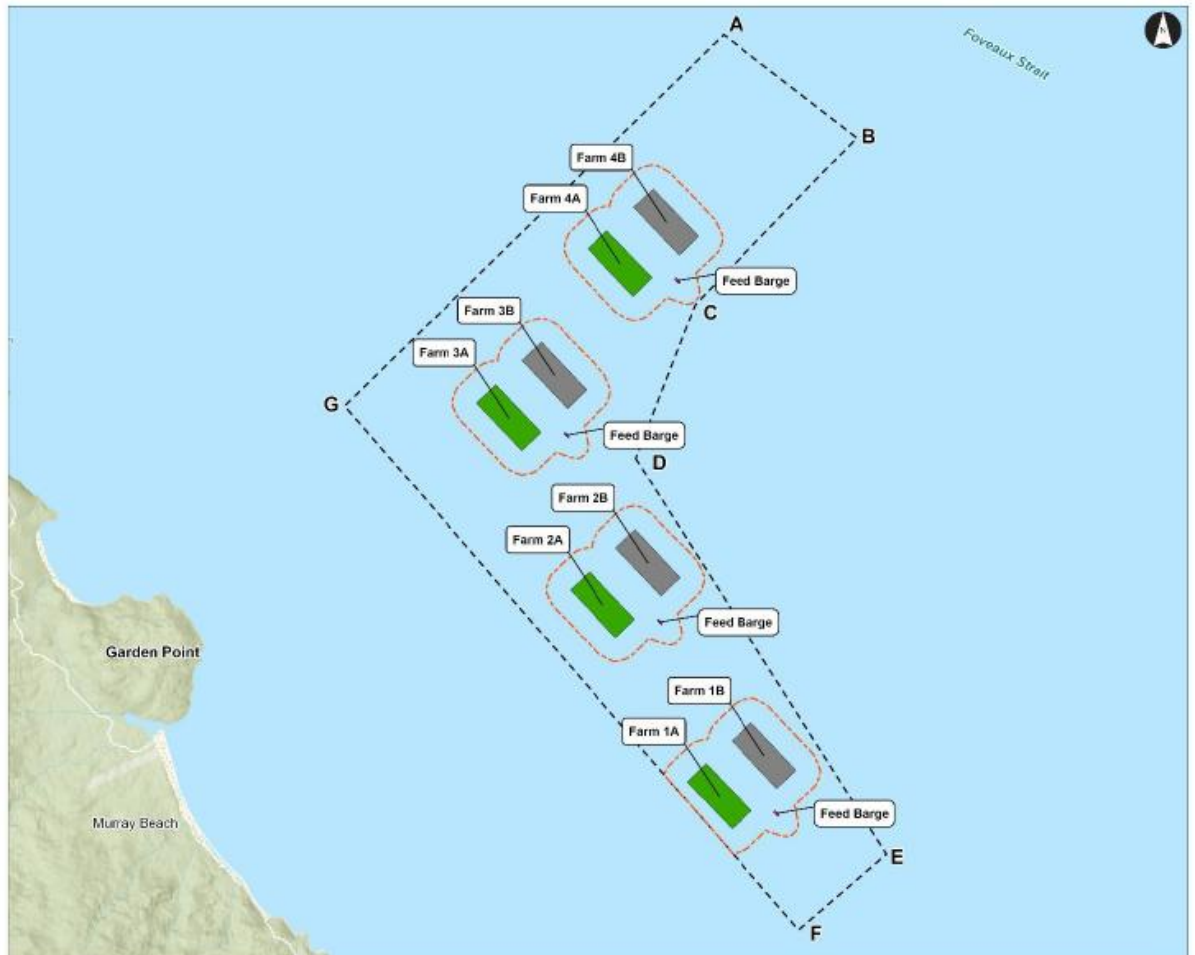 A
Foveaux Strait
B
Farm 4B
Farm 4A
Feed Barge
C
Farm 3B
Farm 3A
G
Feed Barge
D
Farm 2B
Farm 2A
Feed Barge
Garden Point
Farm 1B
Farm 1A
Feed Barge
Murray Beach
E
F